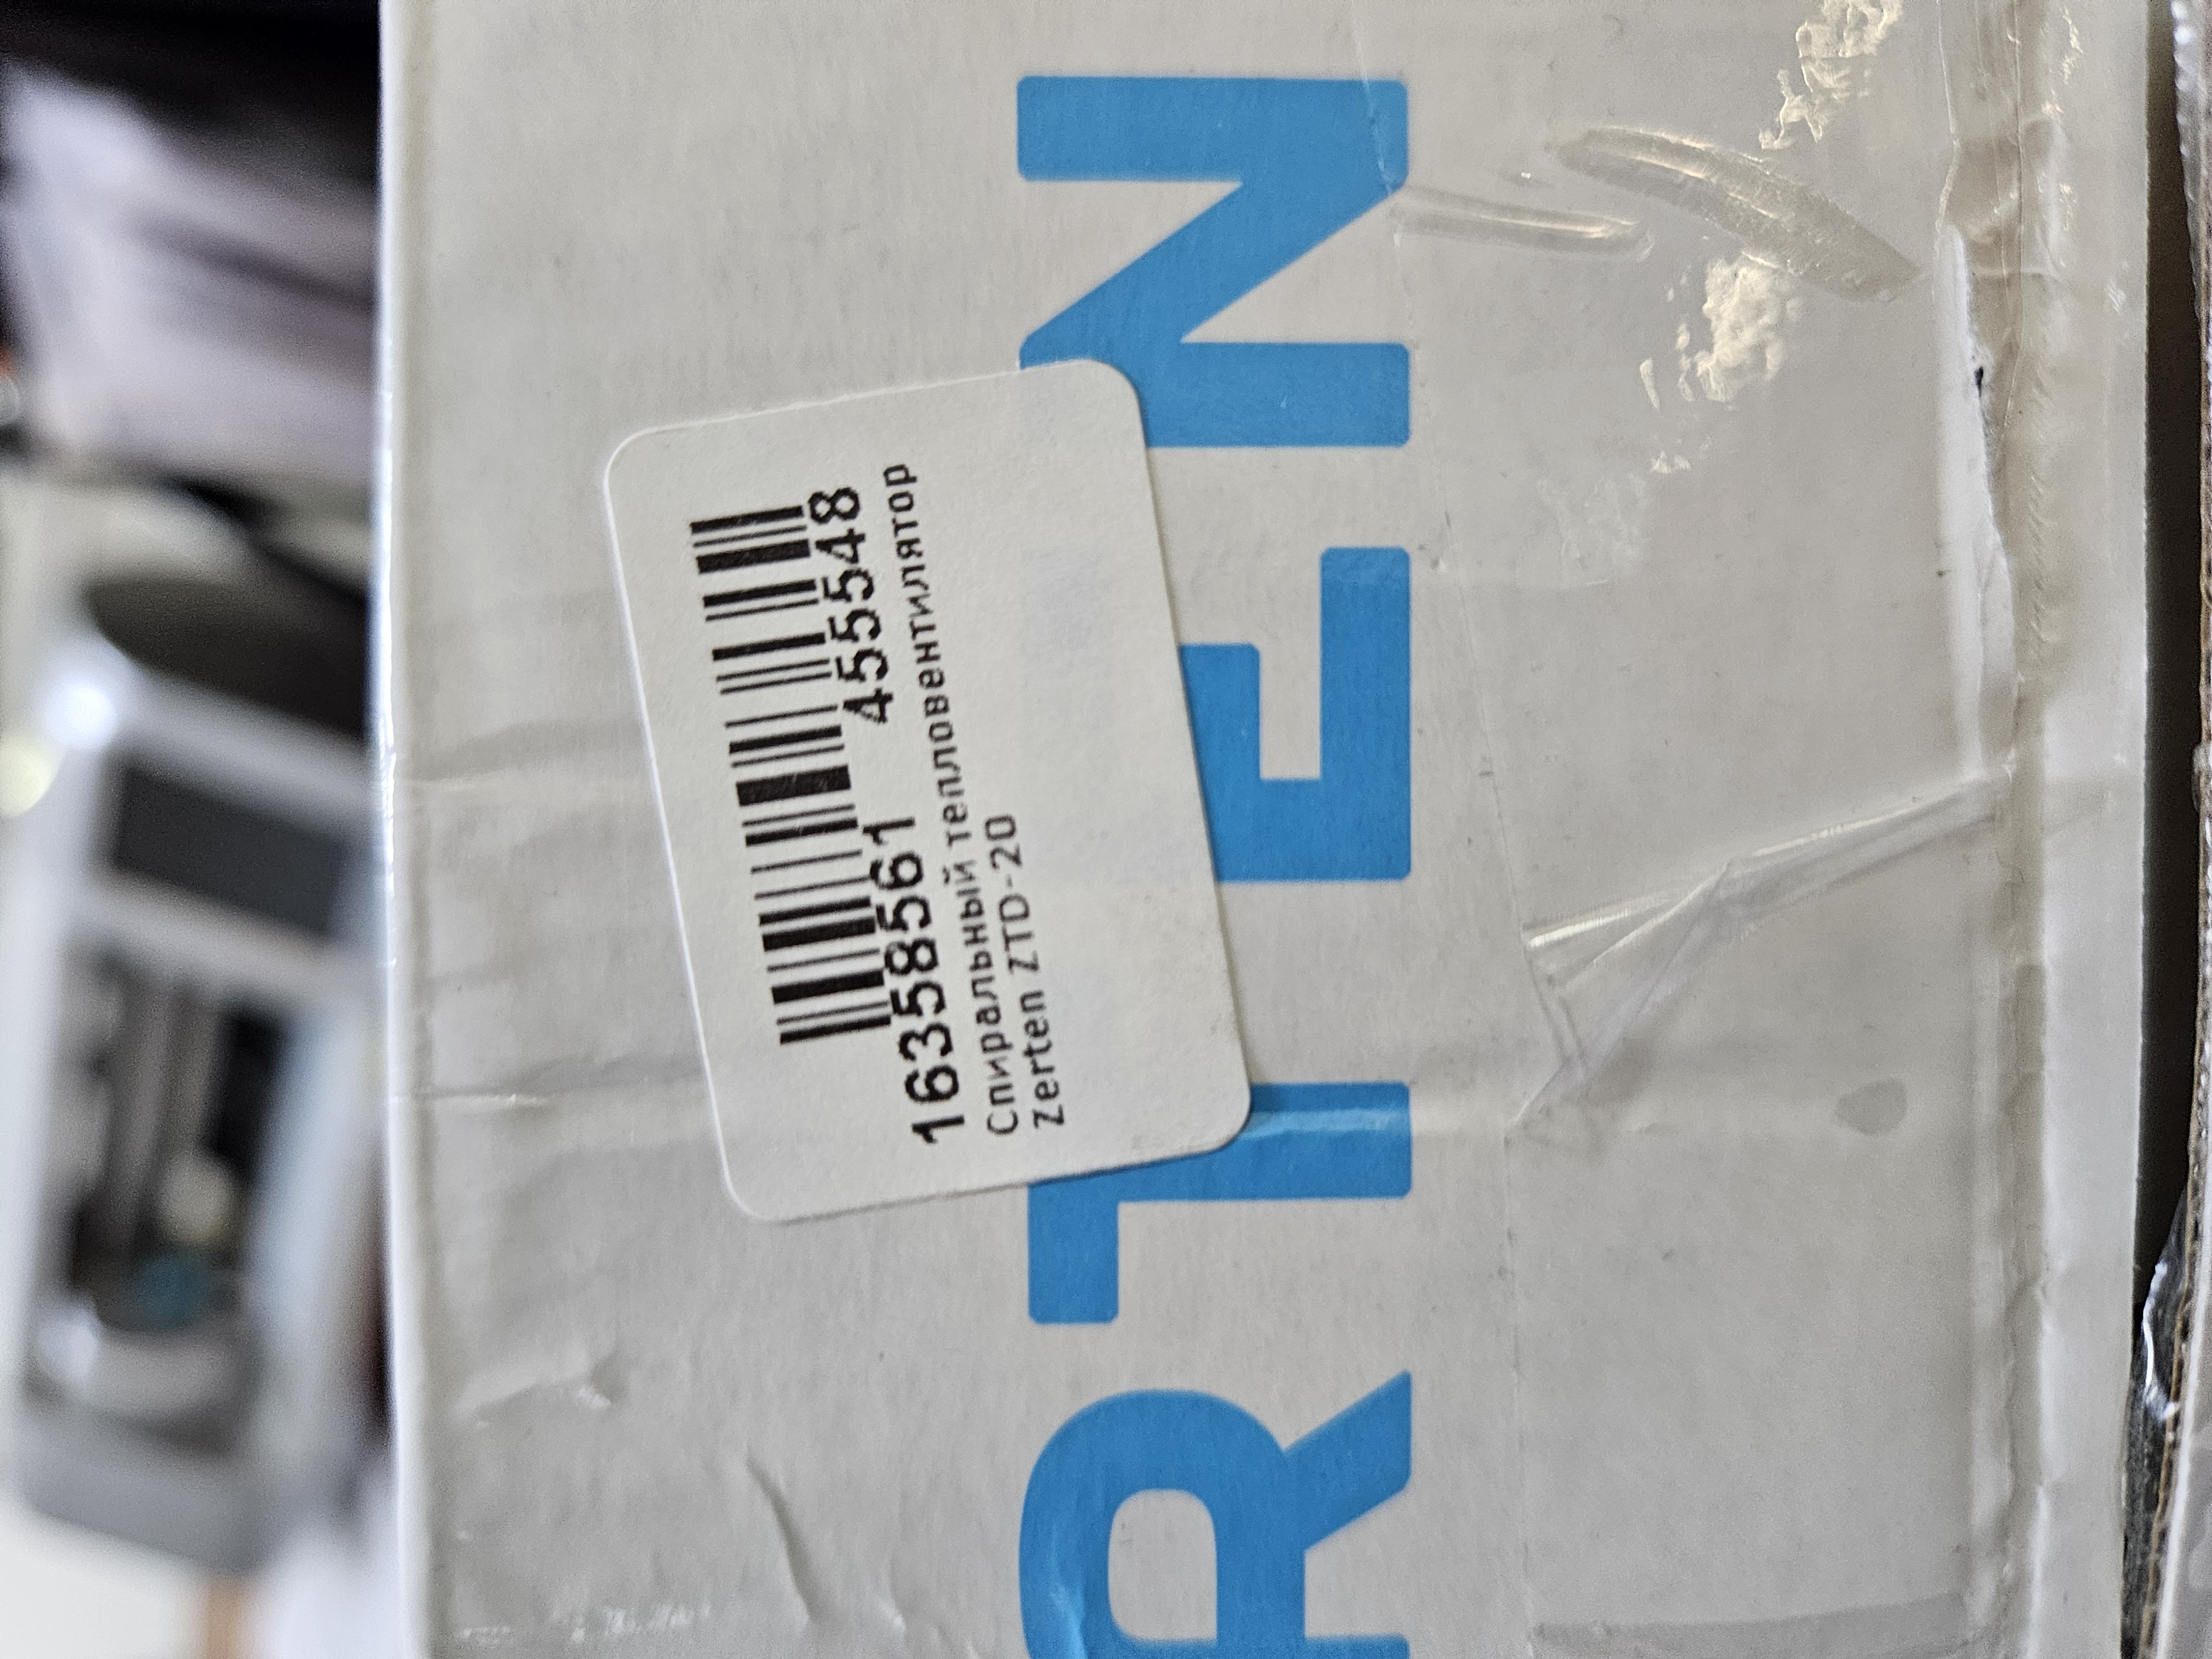 16358561 455548
Спиральный тепловентилятор
Zerten ZTD-20
RTEN